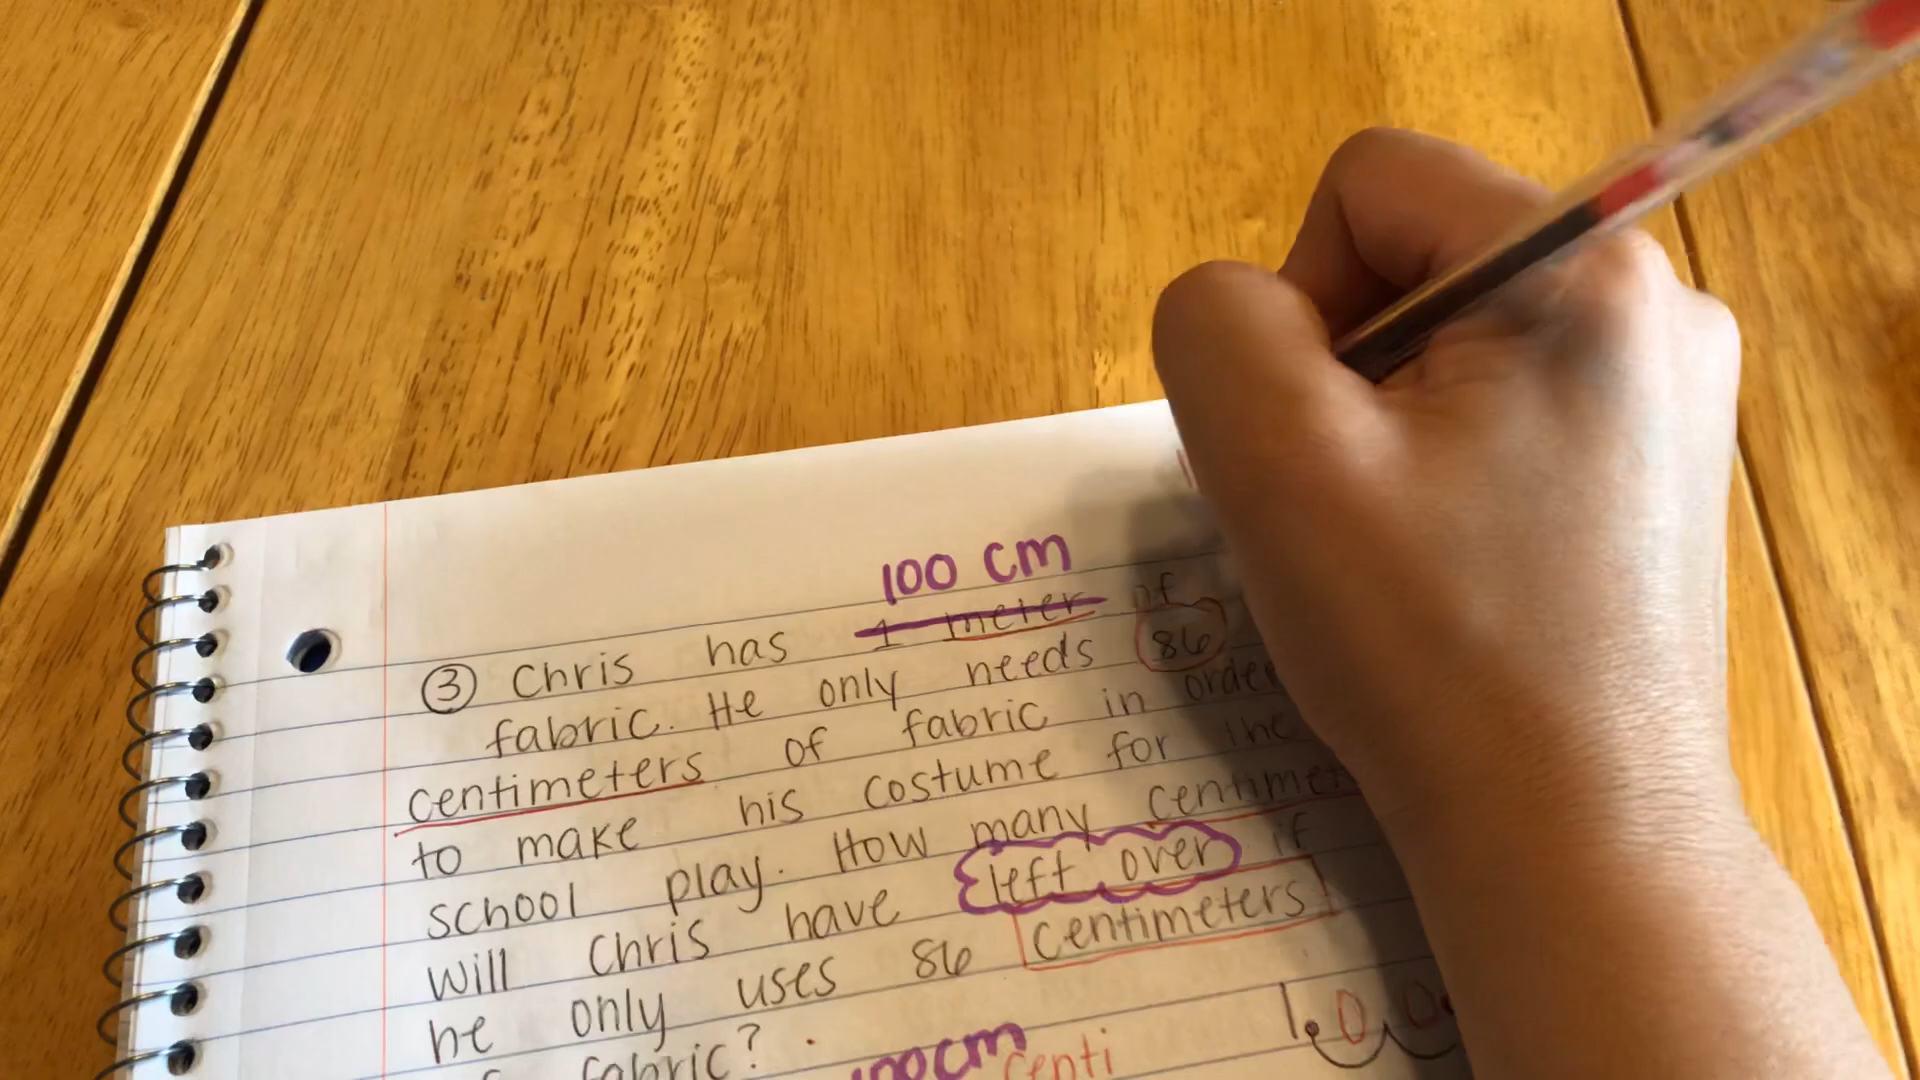 100 cm
③ Chris has 1 meter of
fabric. He only needs 86
centimeters of fabric in order
to make his costume for the
school play. How many
will Chris have left over if
he only uses 86 centimeters
fabric?
100cm centi
1.0